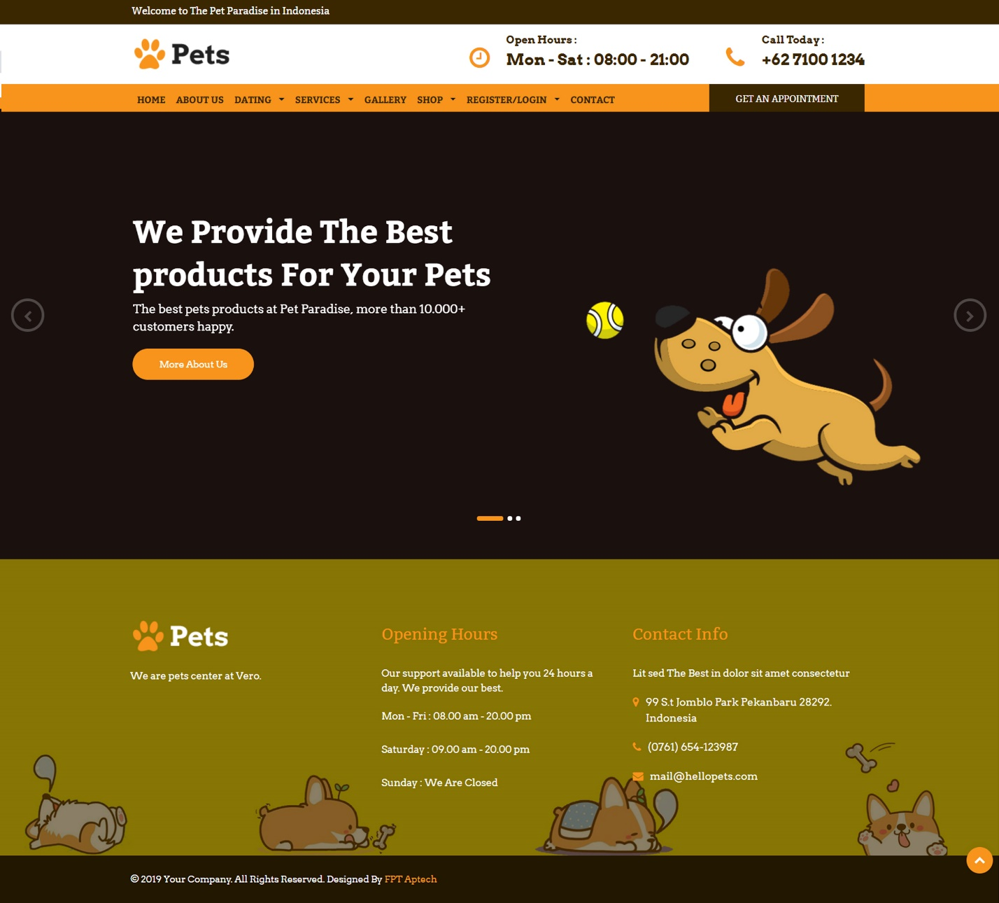 Welcome to The Pet Paradise in Indonesia
Pets
Open Hours :
Mon - Sat : 08:00 - 21:00
Call Today :
+62 7100 1234
HOME ABOUT US DATING SERVICES GALLERY SHOP REGISTER/LOGIN CONTACT
GET AN APPOINTMENT
We Provide The Best
products For Your Pets
The best pets products at Pet Paradise, more than 10.000+
customers happy.
More About Us
Pets
We are pets center at Vero.
Opening Hours
Our support available to help you 24 hours a
day. We provide our best.
Mon - Fri : 08.00 am - 20.00 pm
Saturday : 09.00 am - 20.00 pm
Sunday : We Are Closed
Contact Info
Lit sed The Best in dolor sit amet consectetur
99 S.t Jomblo Park Pekanbaru 28292.
Indonesia
(0761) 654-123987
mail@hellopets.com
© 2019 Your Company. All Rights Reserved. Designed By FPT Aptech